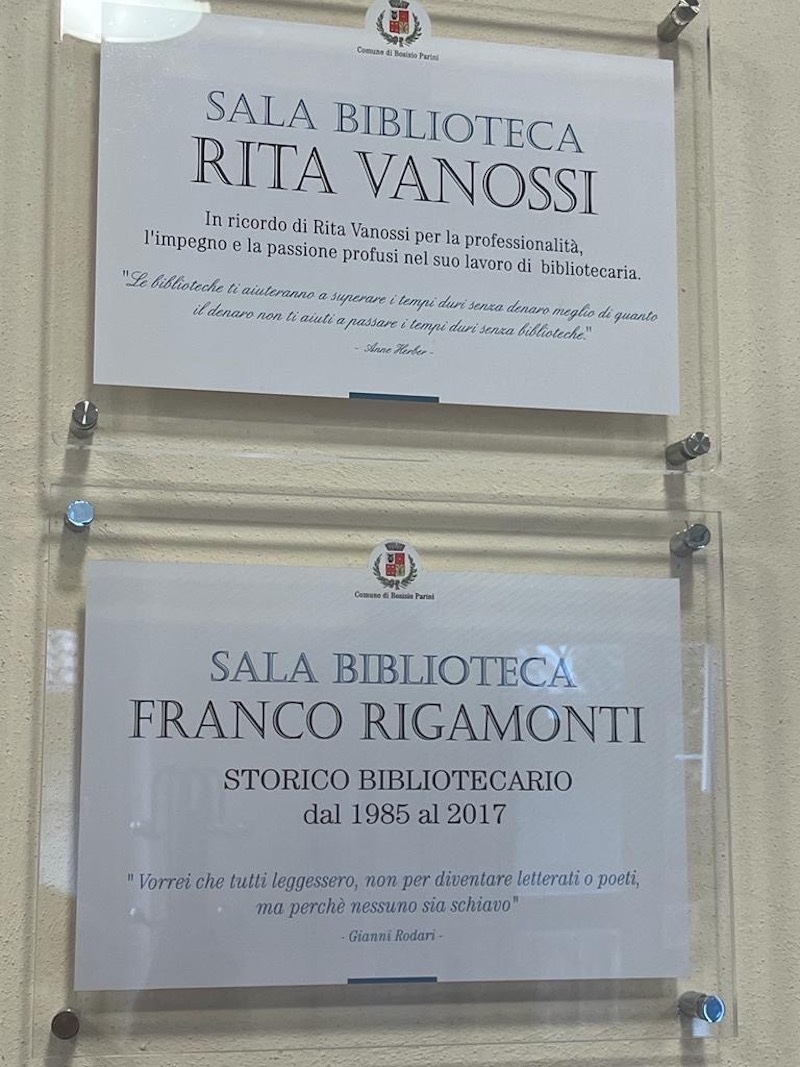 Comune di Bosisio Parini
SALA BIBLIOTECA
RITA VANOSSI
In ricordo di Rita Vanossi per la professionalità,
l'impegno e la passione profusi nel suo lavoro di bibliotecaria.
"Le biblioteche ti aiuteranno a superare i tempi duri senza denaro meglio di quanto
il denaro non ti aiuti a passare i tempi duri senza biblioteche."
- Anne Herber -
Comune di Bosisio Parini
SALA BIBLIOTECA
FRANCO RIGAMONTI
STORICO BIBLIOTECARIO
dal 1985 al 2017
" Vorrei che tutti leggessero, non per diventare letterati o poeti,
ma perchè nessuno sia schiavo"
- Gianni Rodari -